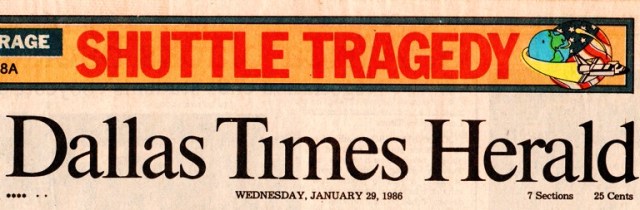 RAGE
8A
SHUTTLE TRAGEDY
Dallas Times Herald
WEDNESDAY, JANUARY 29, 1986 7 Sections 25 Cents